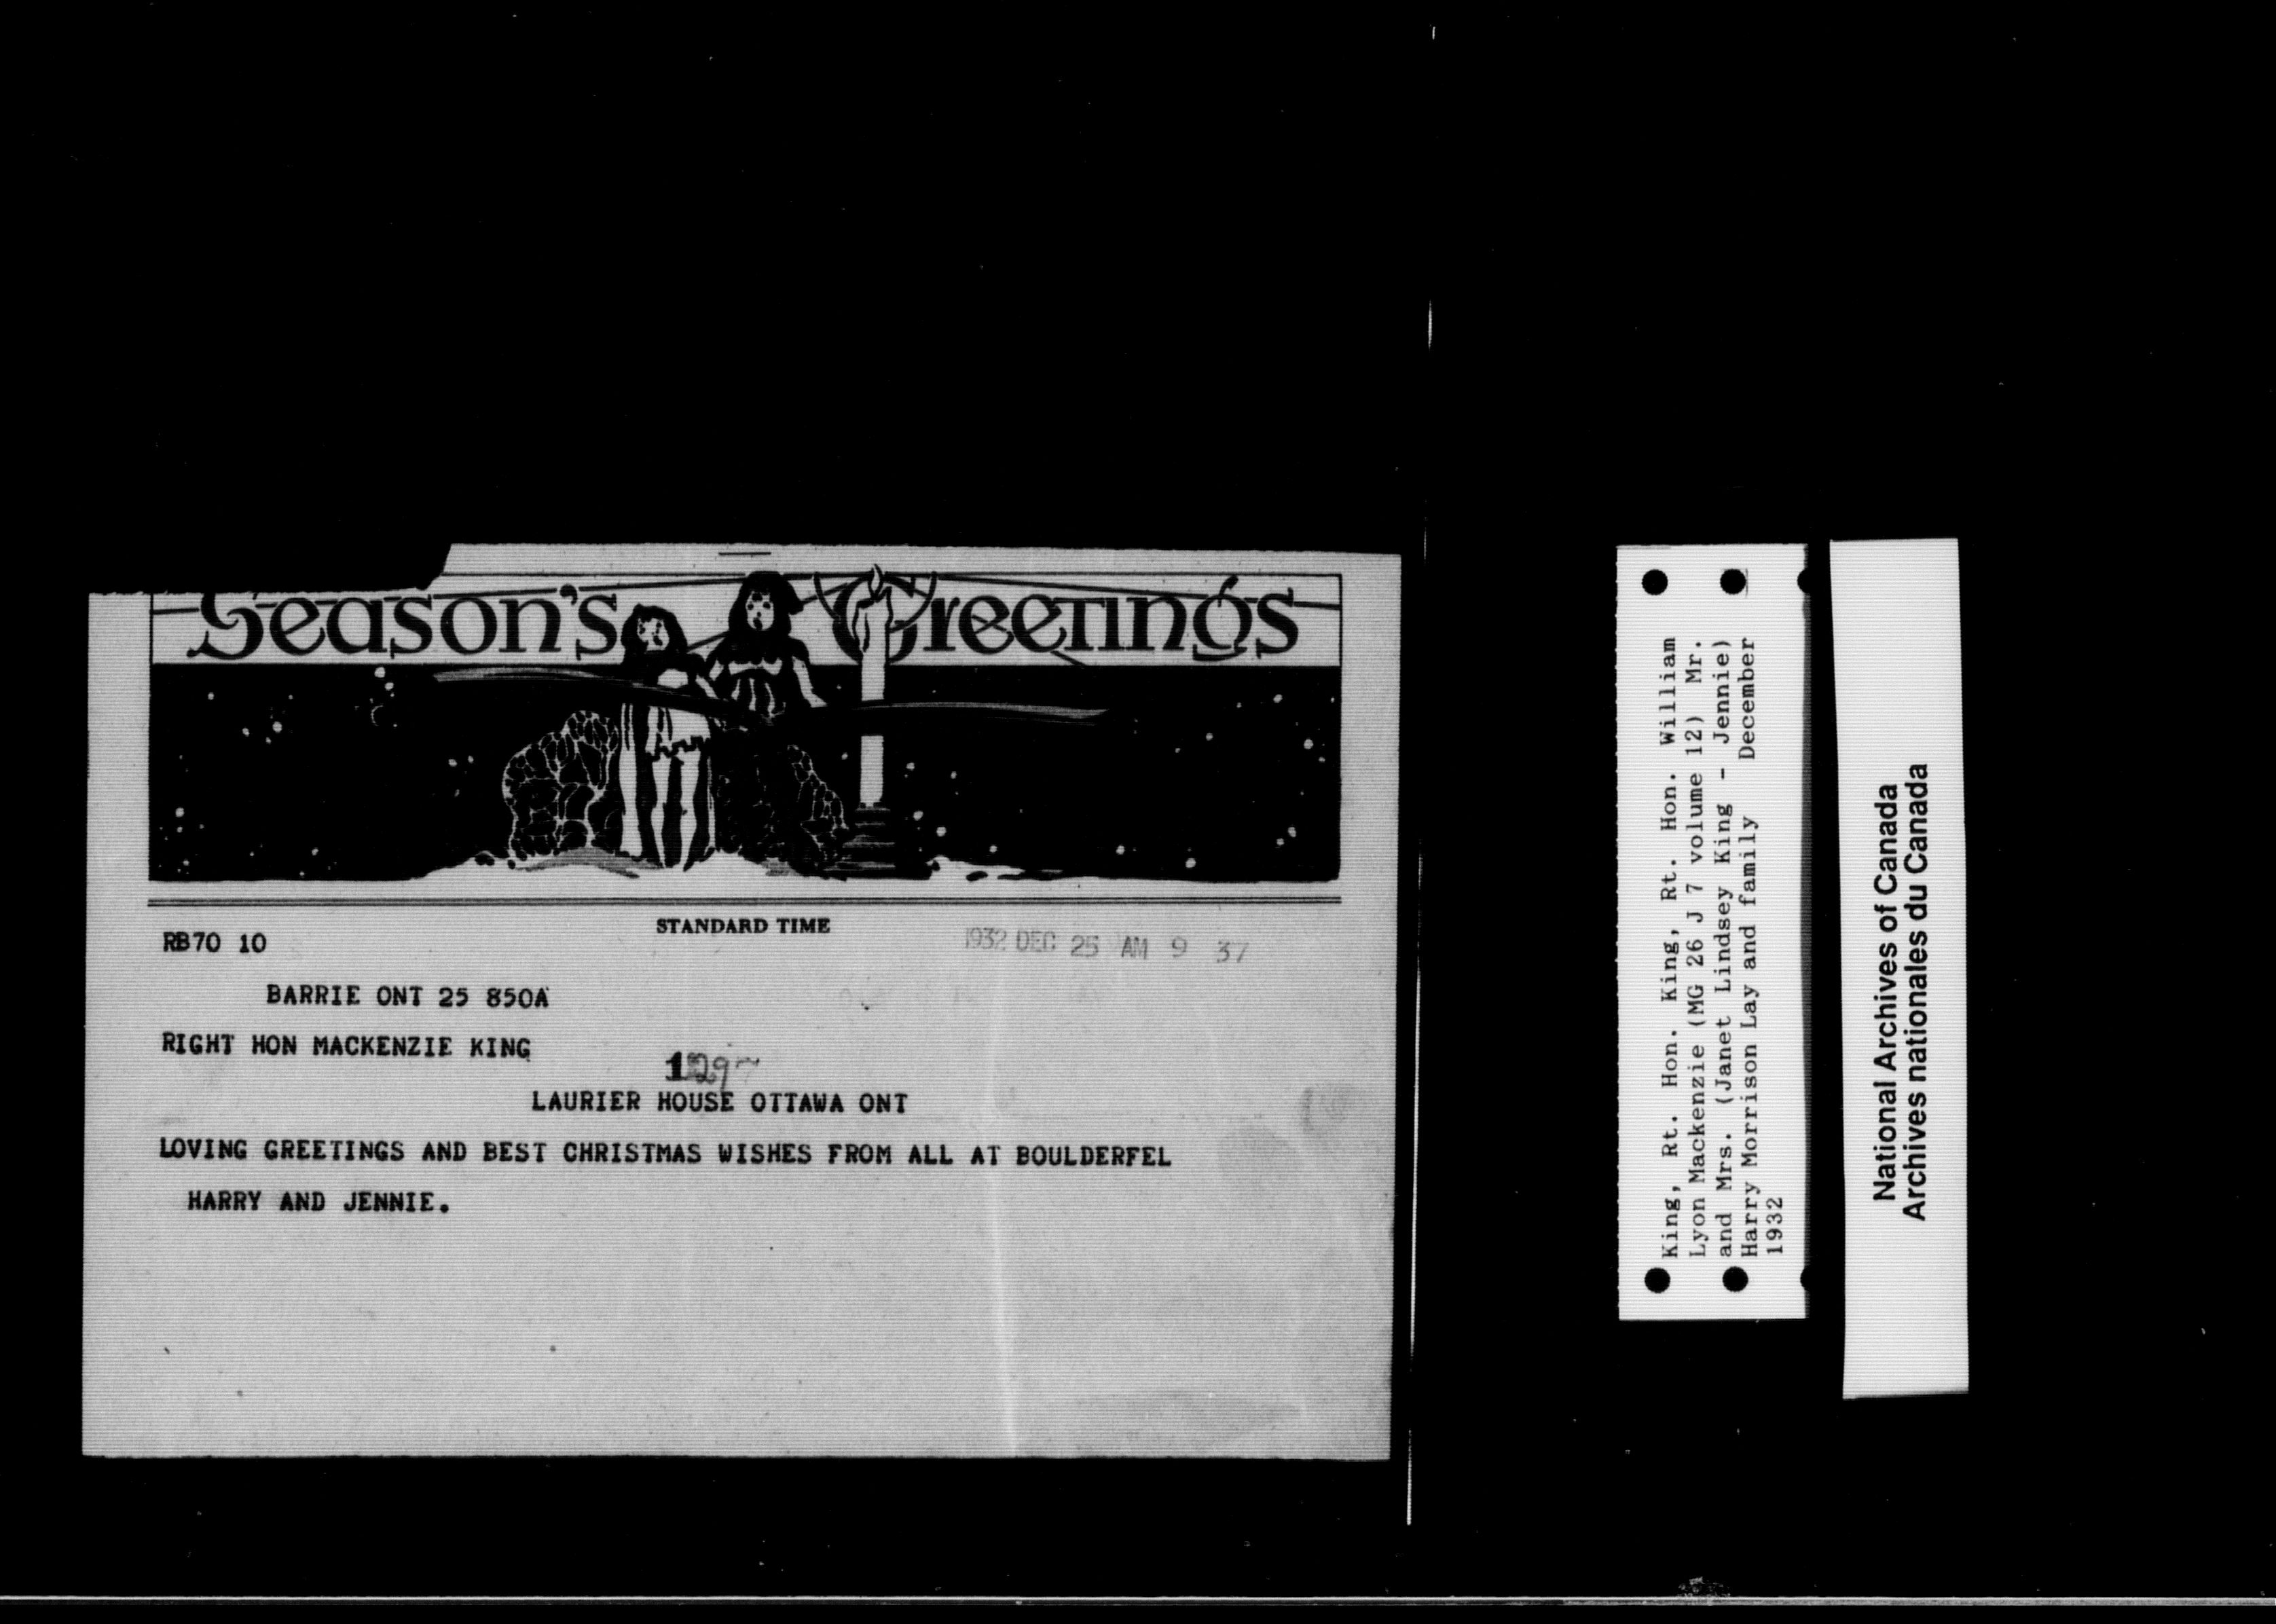 Season's Greetings
STANDARD TIME
RB70 10
1932 DEC 25 AM 9 37
BARRIE ONT 25 850A
RIGHT HON MACKENZIE KING
1297
LAURIER HOUSE OTTAWA ONT
LOVING GREETINGS AND BEST CHRISTMAS WISHES FROM ALL AT BOULDERFEL
HARRY AND JENNIE.
King, Rt. Hon. King, Rt. Hon. William
Lyon Mackenzie (MG 26 J 7 volume 12) Mr.
and Mrs. (Janet Lindsey King - Jennie)
Harry Morrison Lay and family December
1932
National Archives of Canada
Archives nationales du Canada